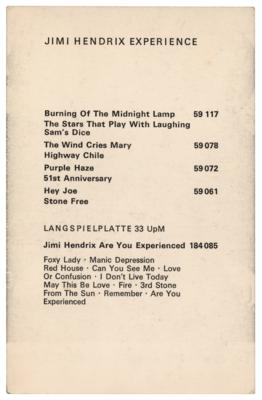 JIMI HENDRIX EXPERIENCE
Burning Of The Midnight Lamp 59 117
The Stars That Play With Laughing
Sam's Dice
The Wind Cries Mary 59 078
Highway Chile
Purple Haze 59 072
51st Anniversary
Hey Joe 59 061
Stone Free
LANGSPIELPLATTE 33 UpM
Jimi Hendrix Are You Experienced 184 085
Foxy Lady · Manic Depression
Red House · Can You See Me · Love
Or Confusion · I Don't Live Today
May This Be Love · Fire · 3rd Stone
From The Sun · Remember · Are You
Experienced